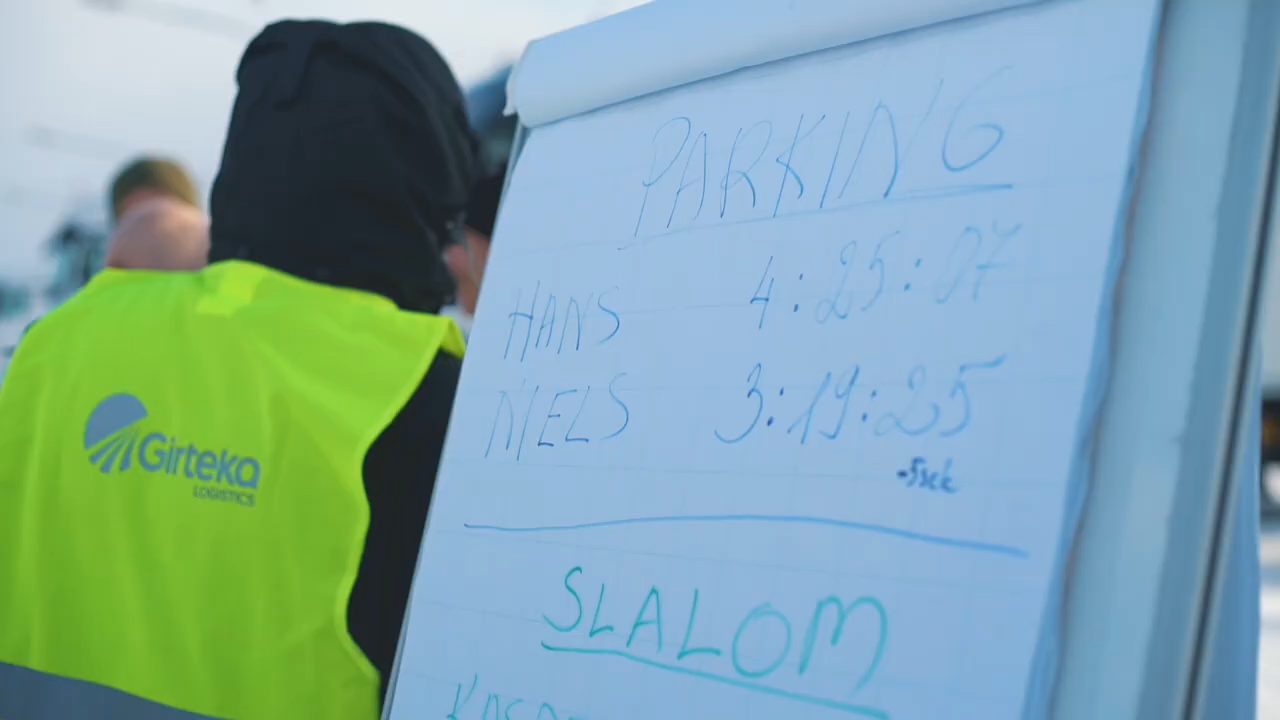 Girteka
LOGISTICS
PARKING
HANS 4:25:07
NIELS 3:19:25
-5sek
SLALOM